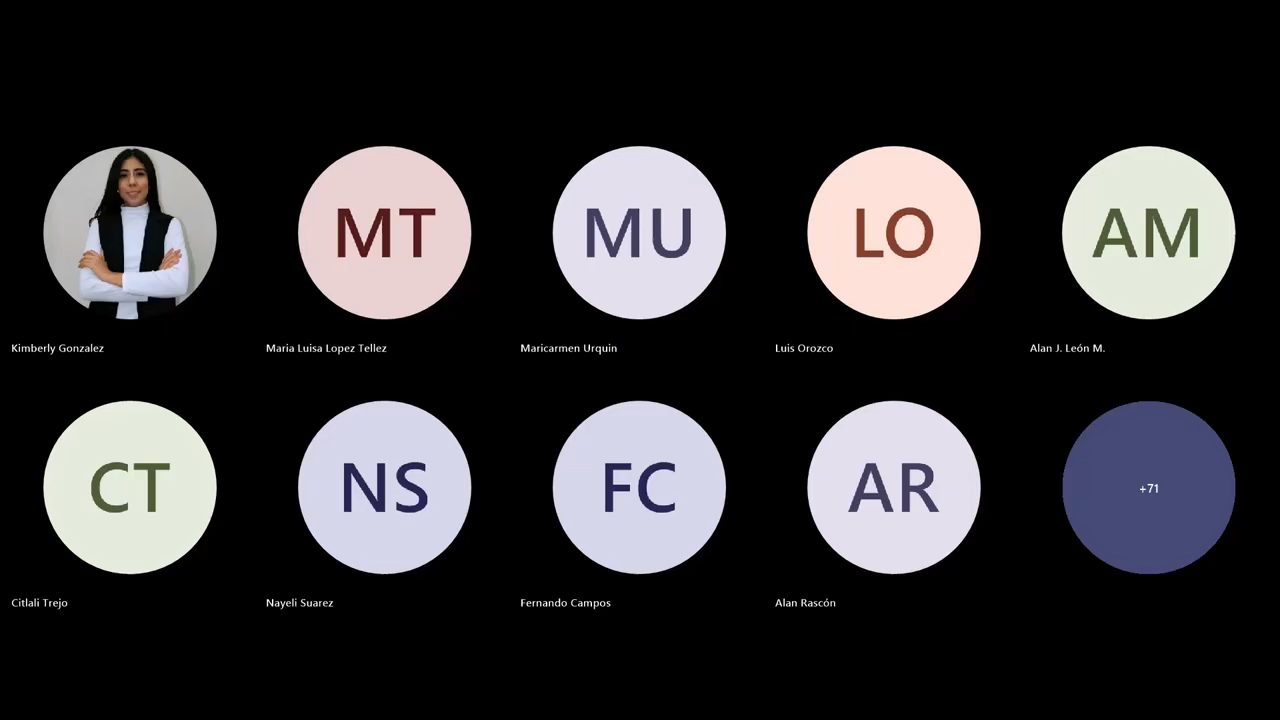 MT
MU
LO
AM
Kimberly Gonzalez
Maria Luisa Lopez Tellez
Maricarmen Urquin
Luis Orozco
Alan J. León M.
CT
NS
FC
AR
+71
Citlali Trejo
Nayeli Suarez
Fernando Campos
Alan Rascón